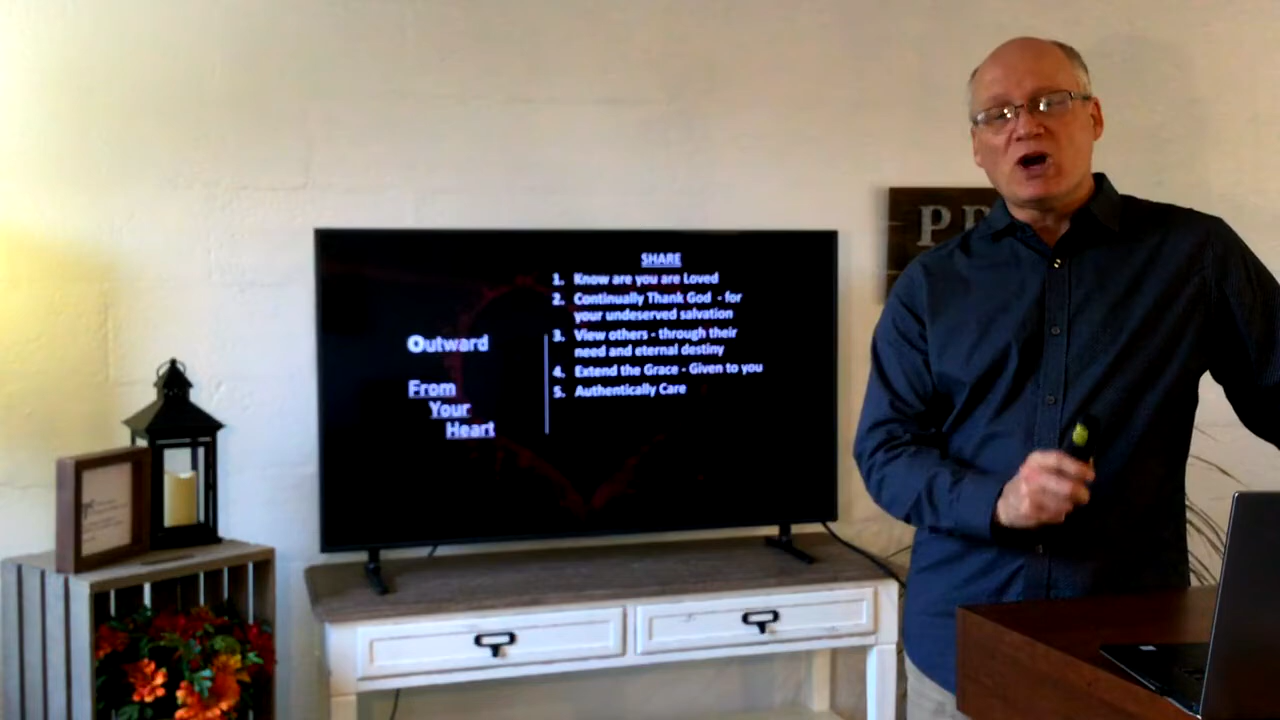 SHARE
1. Know are you are Loved
2. Continually Thank God - for
your undeserved salvation
3. View others - through their
need and eternal destiny
4. Extend the Grace - Given to you
5. Authentically Care
Outward
From
Your
Heart